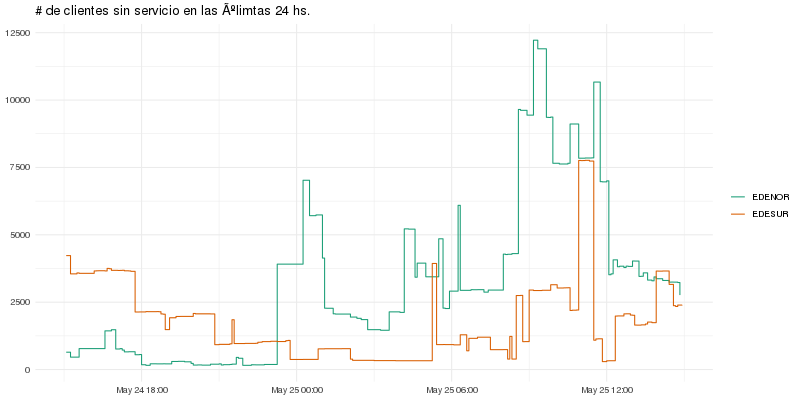 # de clientes sin servicio en las Ãºlimtas 24 hs.
12500
10000
7500
5000
2500
0
May 24 18:00
May 25 00:00
May 25 06:00
May 25 12:00
EDENOR
EDESUR